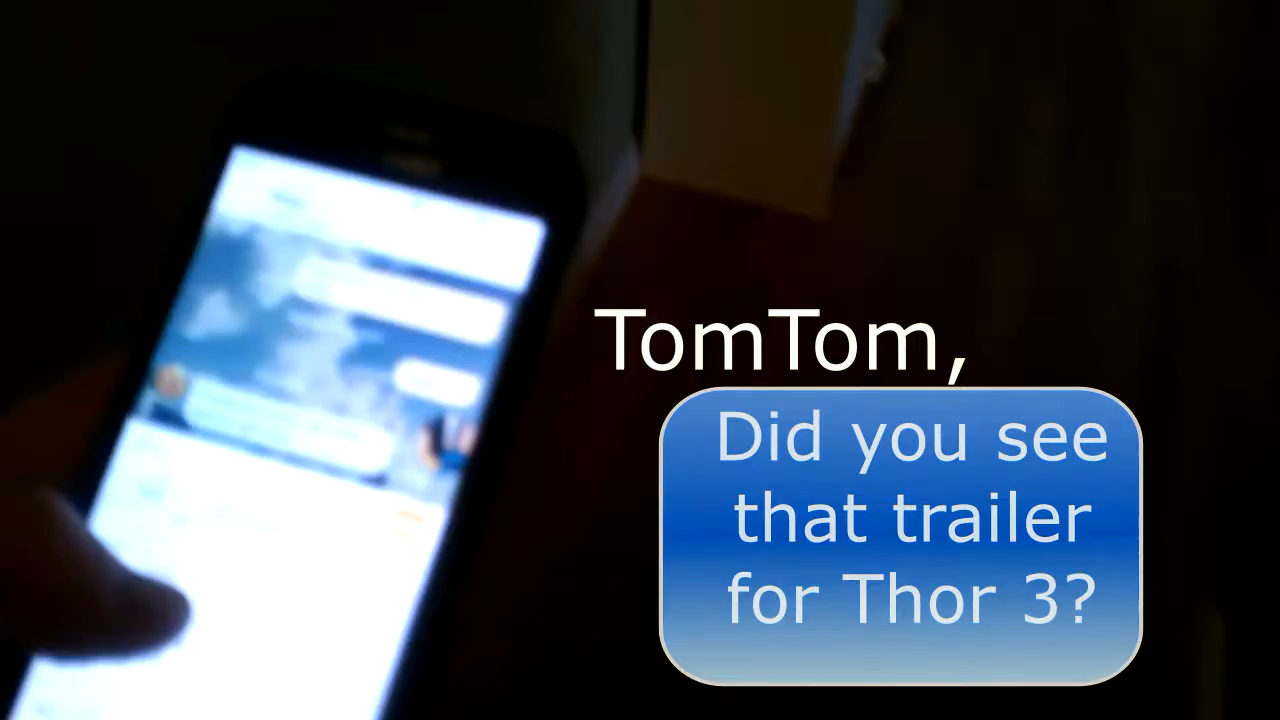 TomTom,
Did you see
that trailer
for Thor 3?